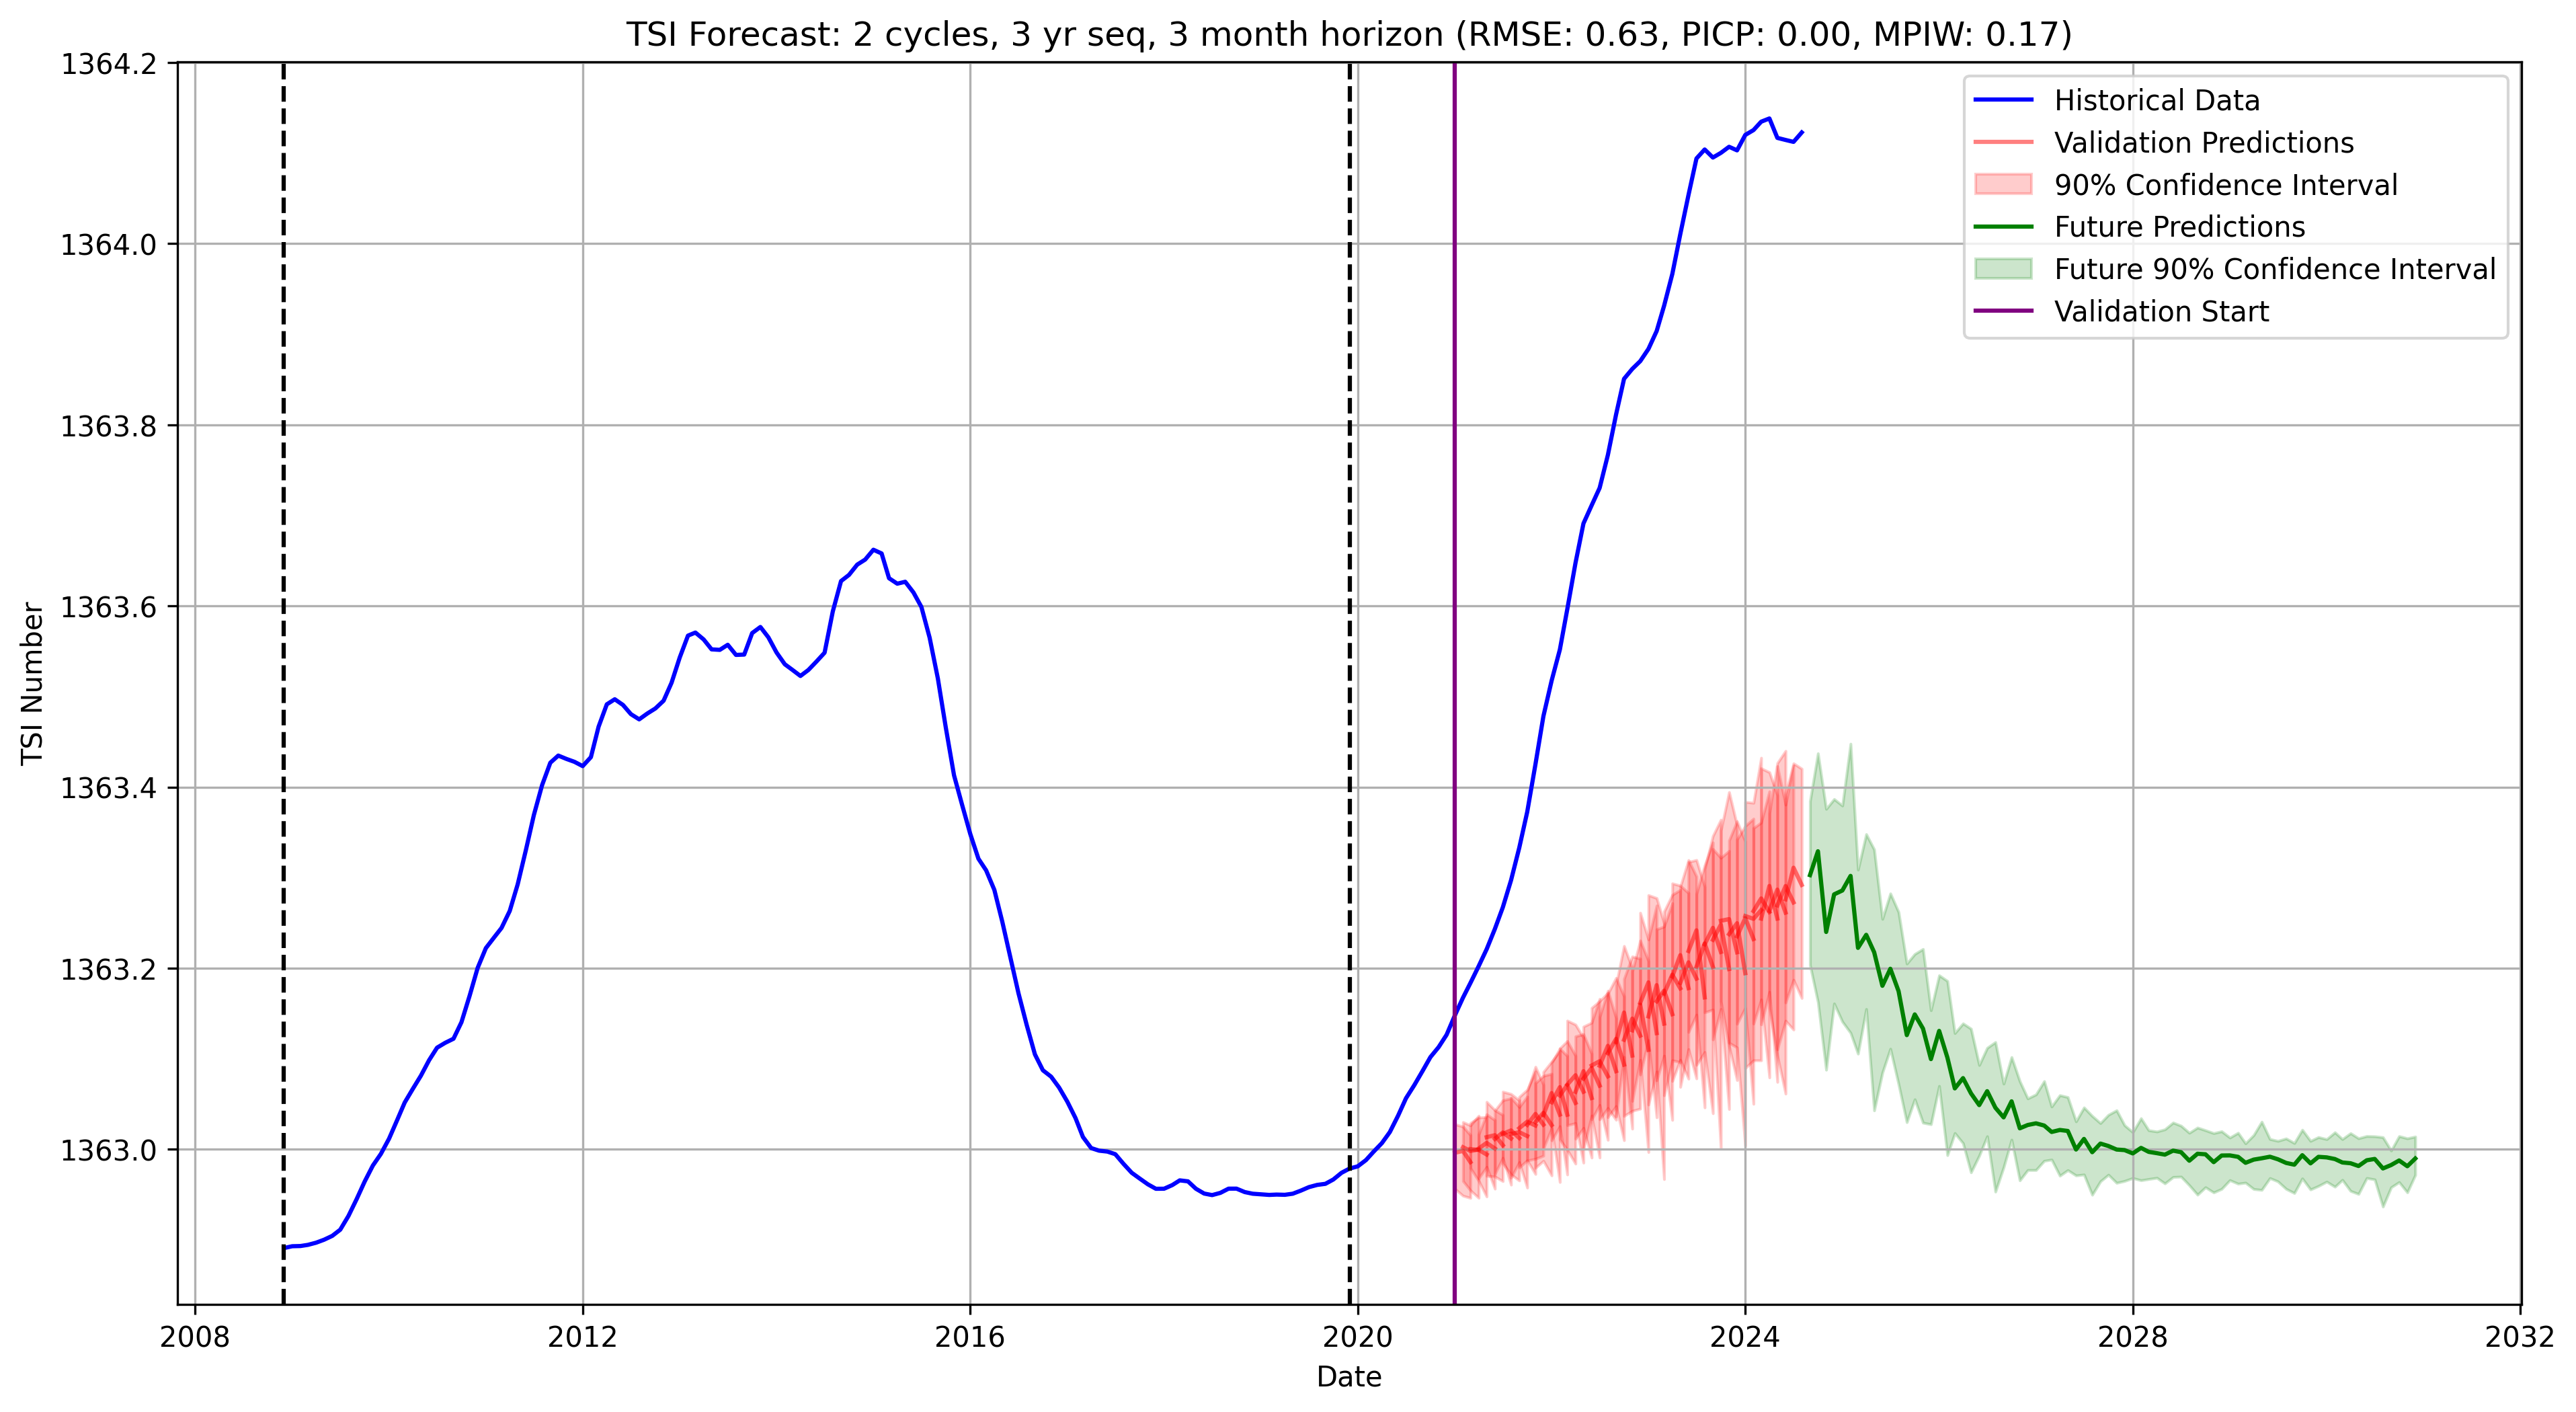 TSI Forecast: 2 cycles, 3 yr seq, 3 month horizon (RMSE: 0.63, PICP: 0.00, MPIW: 0.17)
1364.2
1364.0
1363.8
1363.6
1363.4
1363.2
1363.0
TSI Number
Historical Data
Validation Predictions
90% Confidence Interval
Future Predictions
Future 90% Confidence Interval
Validation Start
2008 2012 2016 2020 2024 2028 2032
Date